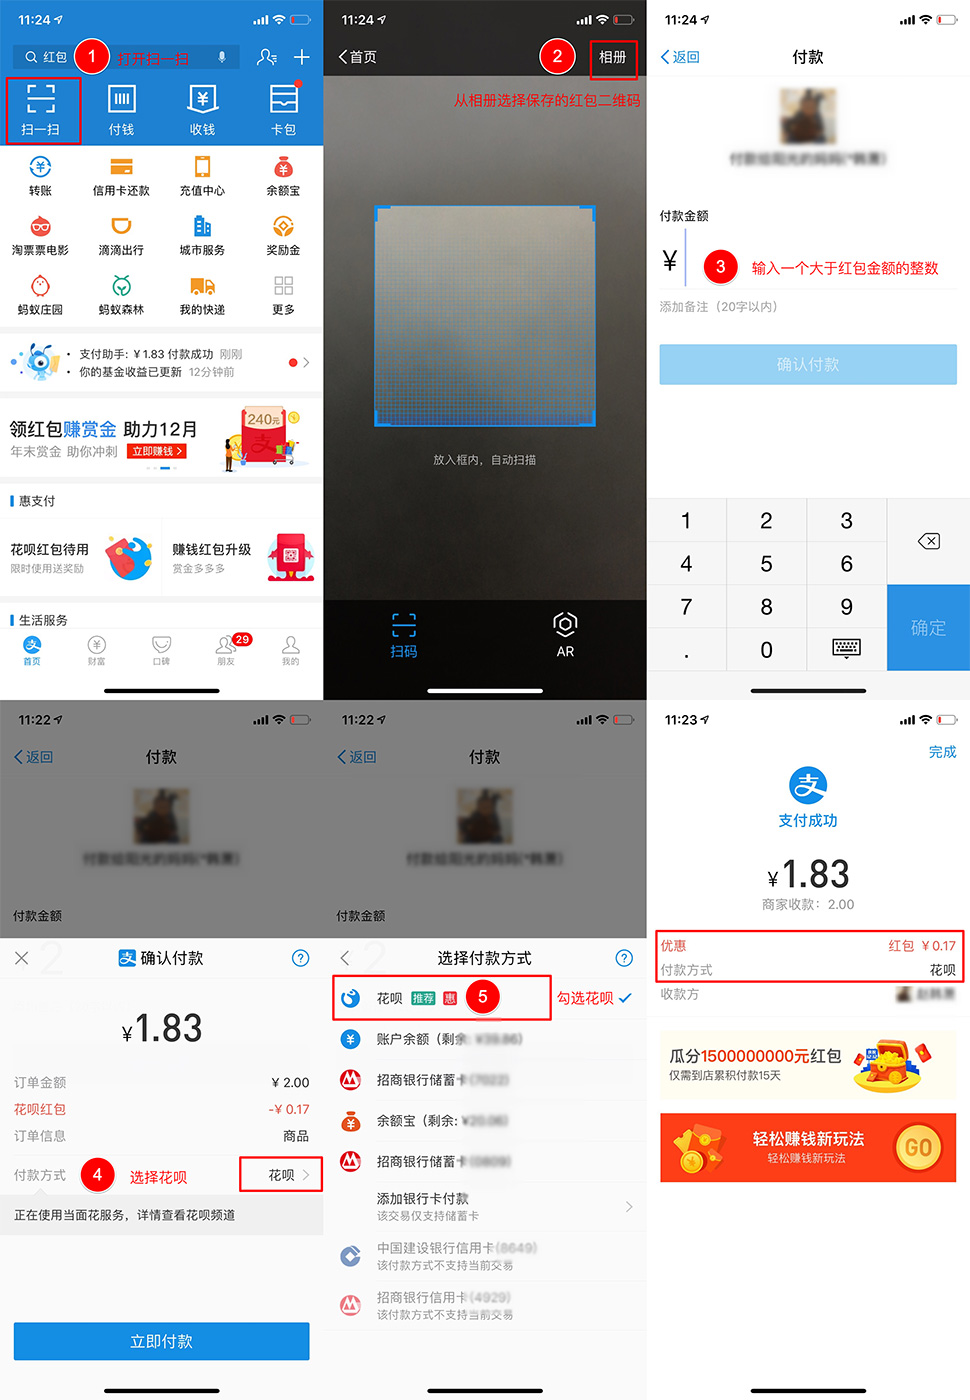 11:24
红包
1
打开扫一扫
扫一扫
付钱
收钱
卡包
转账
信用卡还款
充值中心
余额宝
淘票票电影
滴滴出行
城市服务
奖励金
蚂蚁庄园
蚂蚁森林
我的快递
更多
支付助手: ¥1.83 付款成功 刚刚
你的基金收益已更新 12分钟前
领红包赚赏金 助力12月
年末赏金 助你冲刺 立即赚钱
240元
惠支付
花呗红包待用
限时使用送奖励
赚钱红包升级
赏金多多多
生活服务
首页
财富
口碑
29
朋友
我的
11:24
首页
2
相册
从相册选择保存的红包二维码
放入框内，自动扫描
扫码
AR
11:24
返回
付款
付款给阳光的妈妈(*韩菁)
付款金额
¥
3
输入一个大于红包金额的整数
添加备注（20字以内）
确认付款
1
2
3
4
5
6
7
8
9
.
0
确定
11:22
返回
付款
付款金额
确认付款
¥1.83
订单金额
¥ 2.00
花呗红包
-¥ 0.17
订单信息
商品
付款方式
4
选择花呗
花呗
正在使用当面花服务，详情查看花呗频道
立即付款
11:22
返回
付款
付款金额
选择付款方式
花呗
推荐
惠
5
勾选花呗
账户余额（剩余: ¥39.86)
招商银行储蓄卡(7022)
余额宝（剩余: ¥20.06)
招商银行储蓄卡(0809)
添加银行卡付款
该交易仅支持储蓄卡
中国建设银行信用卡(8649)
该付款方式不支持当前交易
招商银行信用卡(4929)
该付款方式不支持当前交易
11:23
完成
支付成功
¥1.83
商家收款：2.00
优惠
红包 ¥0.17
付款方式
花呗
收款方
瓜分1500000000元红包
仅需到店累积付款15天
轻松赚钱新玩法
轻松赚钱新玩法
GO